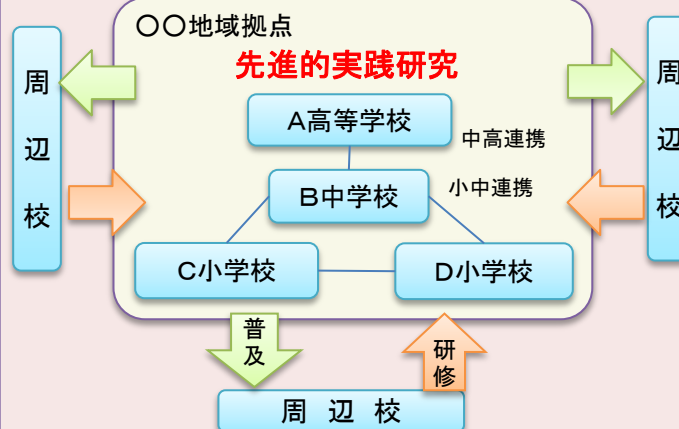 〇〇地域拠点
先進的実践研究
周辺校
周辺校
A高等学校
中高連携
B中学校
小中連携
C小学校
D小学校
普及
研修
周辺校